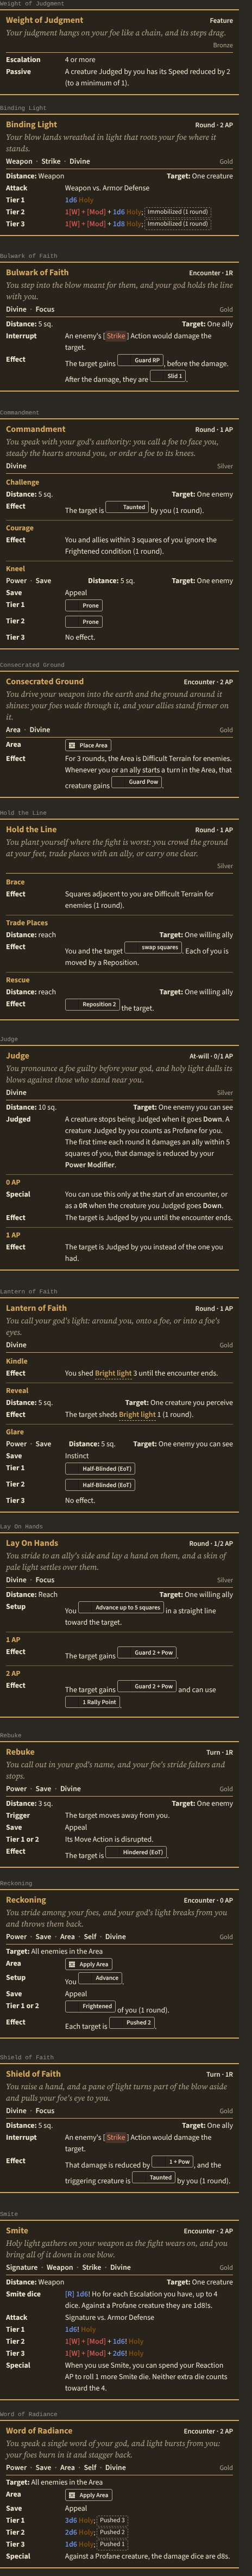 Weight of Judgment
Weight of Judgment Feature
Your judgment hangs on your foe like a chain, and its steps drag.
Bronze
Escalation 4 or more
Passive A creature Judged by you has its Speed reduced by 2
(to a minimum of 1).
Binding Light
Binding Light Round · 2 AP
Your blow lands wreathed in light that roots your foe where it
stands.
Weapon · Strike · Divine Gold
Distance: Weapon Target: One creature
Attack Weapon vs. Armor Defense
Tier 1 1d6 Holy
Tier 2 1[W] + [Mod] + 1d6 Holy; Immobilized (1 round)
Tier 3 1[W] + [Mod] + 1d8 Holy; Immobilized (1 round)
Bulwark of Faith
Bulwark of Faith Encounter · 1R
You step into the blow meant for them, and your god holds the line
with you.
Divine · Focus Gold
Distance: 5 sq. Target: One ally
Interrupt An enemy's [Strike] Action would damage the
target.
Effect The target gains Guard RP, before the damage.
After the damage, they are Slid 1.
Commandment
Commandment Round · 1 AP
You speak with your god's authority: you call a foe to face you,
steady the hearts around you, or order a foe to its knees.
Divine Silver
Challenge
Distance: 5 sq. Target: One enemy
Effect The target is Taunted by you (1 round).
Courage
Effect You and allies within 3 squares of you ignore the
Frightened condition (1 round).
Kneel
Power · Save Distance: 5 sq. Target: One enemy
Save Appeal
Tier 1 Prone
Tier 2 Prone
Tier 3 No effect.
Consecrated Ground
Consecrated Ground Encounter · 2 AP
You drive your weapon into the earth and the ground around it
shines: your foes wade through it, and your allies stand firmer on
it.
Area · Divine Gold
Area Place Area
Effect For 3 rounds, the Area is Difficult Terrain for enemies.
Whenever you or an ally starts a turn in the Area, that
creature gains Guard Pow.
Hold the Line
Hold the Line Round · 1 AP
You plant yourself where the fight is worst: you crowd the ground
at your feet, trade places with an ally, or carry one clear.
Silver
Brace
Effect Squares adjacent to you are Difficult Terrain for
enemies (1 round).
Trade Places
Distance: reach Target: One willing ally
Effect You and the target swap squares. Each of you is
moved by a Reposition.
Rescue
Distance: reach Target: One willing ally
Effect Reposition 2 the target.
Judge
Judge At-will · 0/1 AP
You pronounce a foe guilty before your god, and holy light dulls its
blows against those who stand near you.
Divine Silver
Distance: 10 sq. Target: One enemy you can see
Judged A creature stops being Judged when it goes Down. A
creature Judged by you counts as Profane for you.
The first time each round it damages an ally within 5
squares of you, that damage is reduced by your
Power Modifier.
0 AP
Special You can use this only at the start of an encounter, or
as a 0R when the creature you Judged goes Down.
Effect The target is Judged by you until the encounter ends.
1 AP
Effect The target is Judged by you instead of the one you
had.
Lantern of Faith
Lantern of Faith Round · 1 AP
You call your god's light: around you, onto a foe, or into a foe's
eyes.
Divine Silver
Kindle
Effect You shed Bright light 3 until the encounter ends.
Reveal
Distance: 5 sq. Target: One creature you perceive
Effect The target sheds Bright light 1 (1 round).
Glare
Power · Save Distance: 5 sq. Target: One enemy you can see
Save Instinct
Tier 1 Half-Blinded (EoT)
Tier 2 Half-Blinded (EoT)
Tier 3 No effect.
Lay On Hands
Lay On Hands Round · 1/2 AP
You stride to an ally's side and lay a hand on them, and a skin of
pale light settles over them.
Divine · Focus Silver
Distance: Reach Target: One willing ally
Setup You Advance up to 5 squares in a straight line
toward the target.
1 AP
Effect The target gains Guard 2 + Pow.
2 AP
Effect The target gains Guard 2 + Pow and can use
1 Rally Point.
Rebuke
Rebuke Turn · 1R
You call out in your god's name, and your foe's stride falters and
stops.
Power · Save · Divine Gold
Distance: 3 sq. Target: One enemy
Trigger The target moves away from you.
Save Appeal
Tier 1 or 2 Its Move Action is disrupted.
Effect The target is Hindered (EoT).
Reckoning
Reckoning Encounter · 0 AP
You stride among your foes, and your god's light breaks from you
and throws them back.
Power · Save · Area · Self · Divine Gold
Target: All enemies in the Area
Area Apply Area
Setup You Advance.
Save Appeal
Tier 1 or 2 Frightened of you (1 round).
Effect Each target is Pushed 2.
Shield of Faith
Shield of Faith Turn · 1R
You raise a hand, and a pane of light turns part of the blow aside
and pulls your foe's eye to you.
Divine · Focus Gold
Distance: 5 sq. Target: One ally
Interrupt An enemy's [Strike] Action would damage the
target.
Effect That damage is reduced by 1 + Pow, and the
triggering creature is Taunted by you (1 round).
Smite
Smite Encounter · 2 AP
Holy light gathers on your weapon as the fight wears on, and you
bring all of it down in one blow.
Signature · Weapon · Strike · Divine Gold
Distance: Weapon Target: One creature
Smite dice [R] 1d6! Ho for each Escalation you have, up to 4
dice. Against a Profane creature they are 1d8!s.
Attack Signature vs. Armor Defense
Tier 1 1d6! Holy
Tier 2 1[W] + [Mod] + 1d6! Holy
Tier 3 1[W] + [Mod] + 2d6! Holy
Special When you use Smite, you can spend your Reaction
AP to roll 1 more Smite die. Neither extra die counts
toward the 4.
Word of Radiance
Word of Radiance Encounter · 2 AP
You speak a single word of your god, and light bursts from you:
your foes burn in it and stagger back.
Power · Save · Area · Self · Divine Gold
Target: All enemies in the Area
Area Apply Area
Save Appeal
Tier 1 3d6 Holy; Pushed 3
Tier 2 2d6 Holy; Pushed 2
Tier 3 1d6 Holy; Pushed 1
Special Against a Profane creature, the damage dice are d8s.